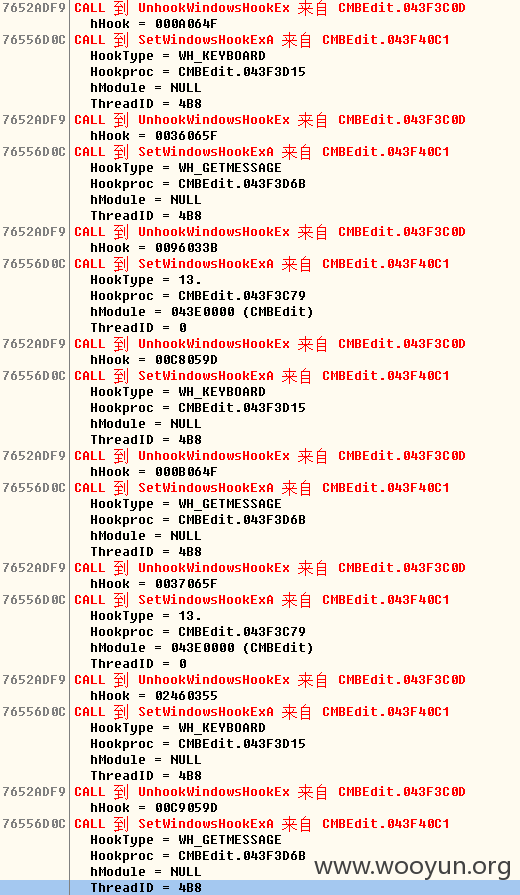 7652ADF9 CALL 到 UnhookWindowsHookEx 来自 CMBEdit.043F3C0D
hHook = 000A064F
76556D0C CALL 到 SetWindowsHookExA 来自 CMBEdit.043F40C1
HookType = WH_KEYBOARD
Hookproc = CMBEdit.043F3D15
hModule = NULL
ThreadID = 4B8
7652ADF9 CALL 到 UnhookWindowsHookEx 来自 CMBEdit.043F3C0D
hHook = 0036065F
76556D0C CALL 到 SetWindowsHookExA 来自 CMBEdit.043F40C1
HookType = WH_GETMESSAGE
Hookproc = CMBEdit.043F3D6B
hModule = NULL
ThreadID = 4B8
7652ADF9 CALL 到 UnhookWindowsHookEx 来自 CMBEdit.043F3C0D
hHook = 0096033B
76556D0C CALL 到 SetWindowsHookExA 来自 CMBEdit.043F40C1
HookType = 13.
Hookproc = CMBEdit.043F3C79
hModule = 043E0000 (CMBEdit)
ThreadID = 0
7652ADF9 CALL 到 UnhookWindowsHookEx 来自 CMBEdit.043F3C0D
hHook = 00C8059D
76556D0C CALL 到 SetWindowsHookExA 来自 CMBEdit.043F40C1
HookType = WH_KEYBOARD
Hookproc = CMBEdit.043F3D15
hModule = NULL
ThreadID = 4B8
7652ADF9 CALL 到 UnhookWindowsHookEx 来自 CMBEdit.043F3C0D
hHook = 000B064F
76556D0C CALL 到 SetWindowsHookExA 来自 CMBEdit.043F40C1
HookType = WH_GETMESSAGE
Hookproc = CMBEdit.043F3D6B
hModule = NULL
ThreadID = 4B8
7652ADF9 CALL 到 UnhookWindowsHookEx 来自 CMBEdit.043F3C0D
hHook = 0037065F
76556D0C CALL 到 SetWindowsHookExA 来自 CMBEdit.043F40C1
HookType = 13.
Hookproc = CMBEdit.043F3C79
hModule = 043E0000 (CMBEdit)
ThreadID = 0
7652ADF9 CALL 到 UnhookWindowsHookEx 来自 CMBEdit.043F3C0D
hHook = 02460355
76556D0C CALL 到 SetWindowsHookExA 来自 CMBEdit.043F40C1
HookType = WH_KEYBOARD
Hookproc = CMBEdit.043F3D15
hModule = NULL
ThreadID = 4B8
7652ADF9 CALL 到 UnhookWindowsHookEx 来自 CMBEdit.043F3C0D
hHook = 00C9059D
76556D0C CALL 到 SetWindowsHookExA 来自 CMBEdit.043F40C1
HookType = WH_GETMESSAGE
Hookproc = CMBEdit.043F3D6B
hModule = NULL
www.wooyun.org
ThreadID = 4B8